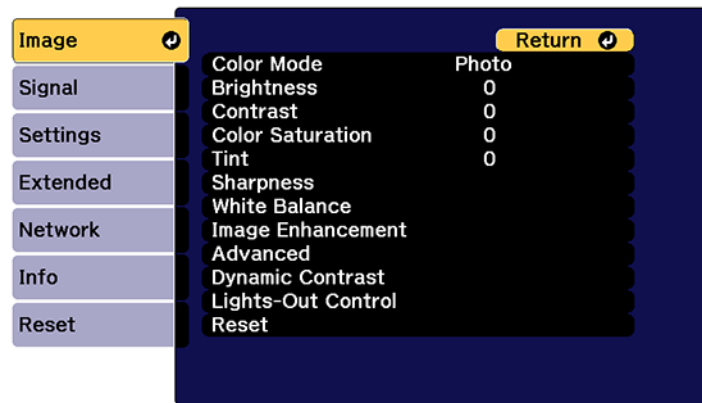 Image
Signal
Settings
Extended
Network
Info
Reset
Return
Color Mode Photo
Brightness 0
Contrast 0
Color Saturation 0
Tint 0
Sharpness
White Balance
Image Enhancement
Advanced
Dynamic Contrast
Lights-Out Control
Reset